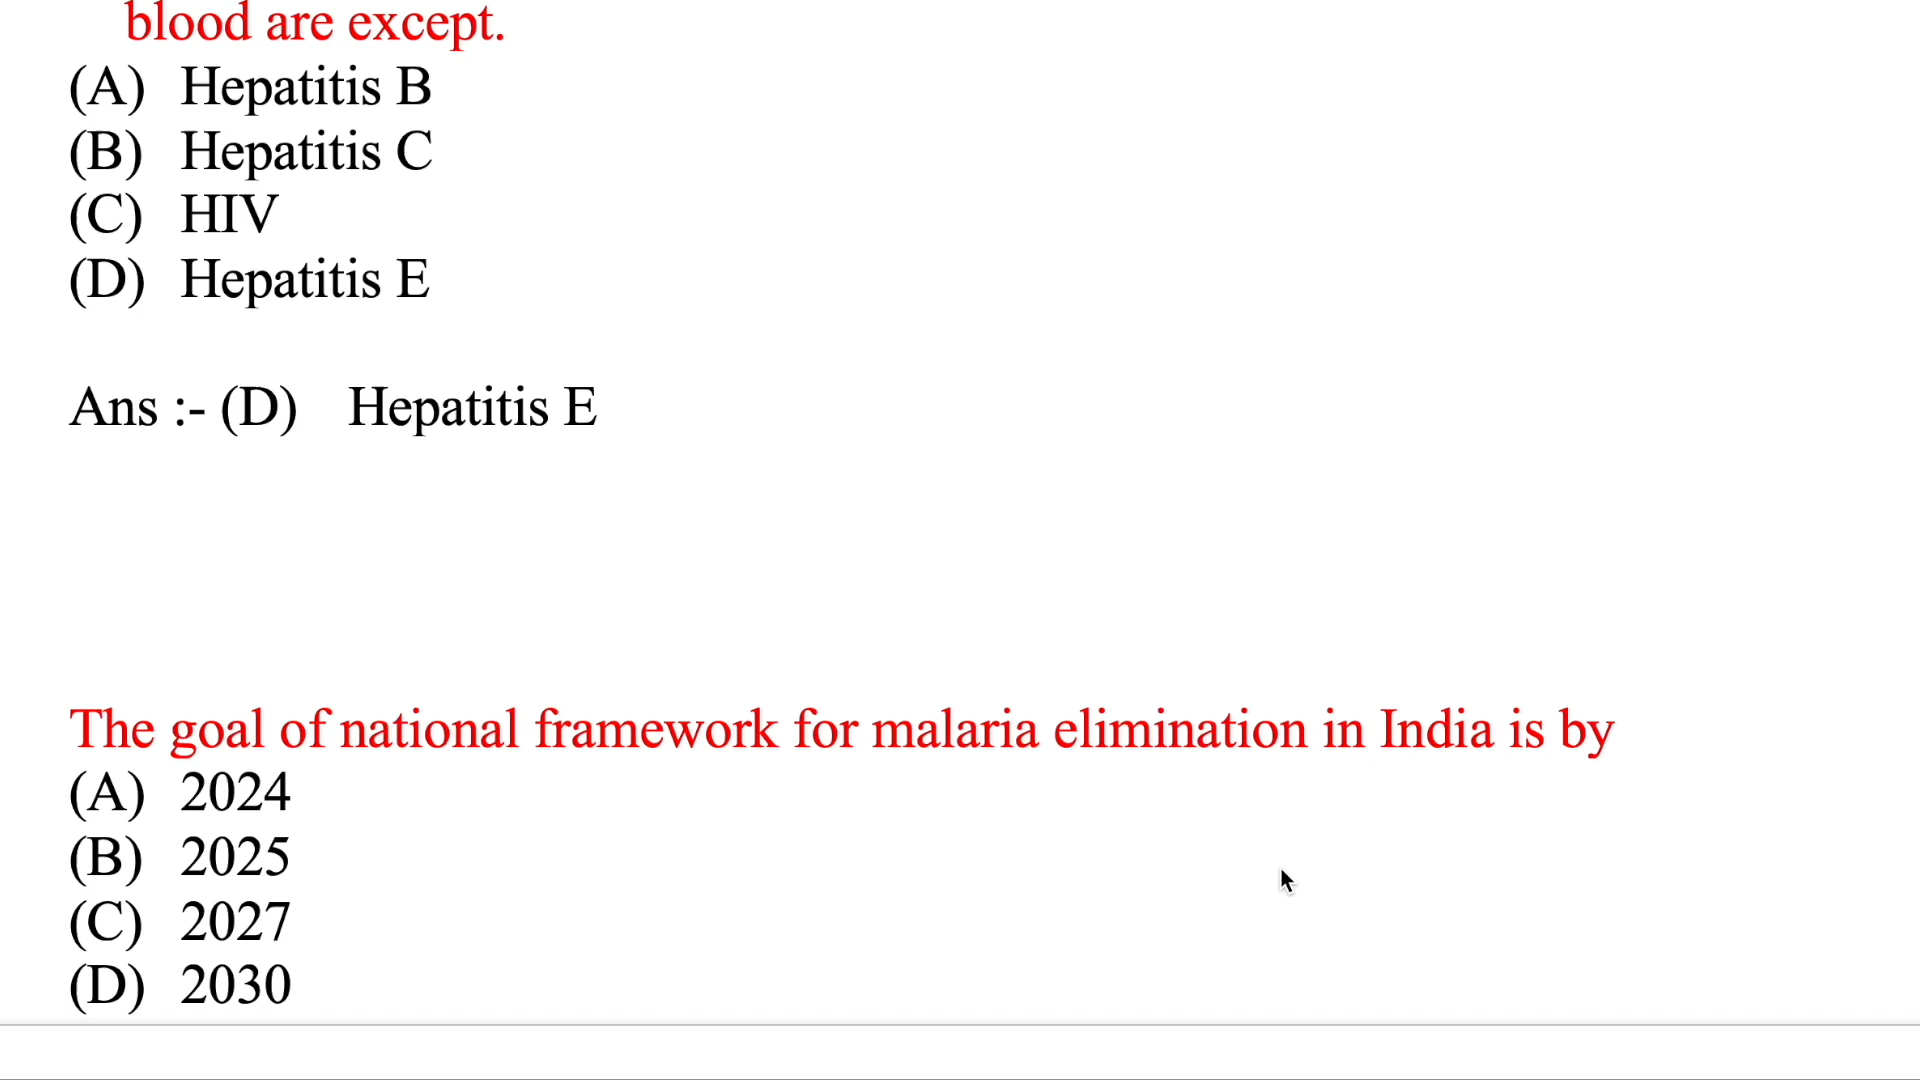 blood are except.
(A) Hepatitis B
(B) Hepatitis C
(C) HIV
(D) Hepatitis E
Ans :- (D) Hepatitis E
The goal of national framework for malaria elimination in India is by
(A) 2024
(B) 2025
(C) 2027
(D) 2030